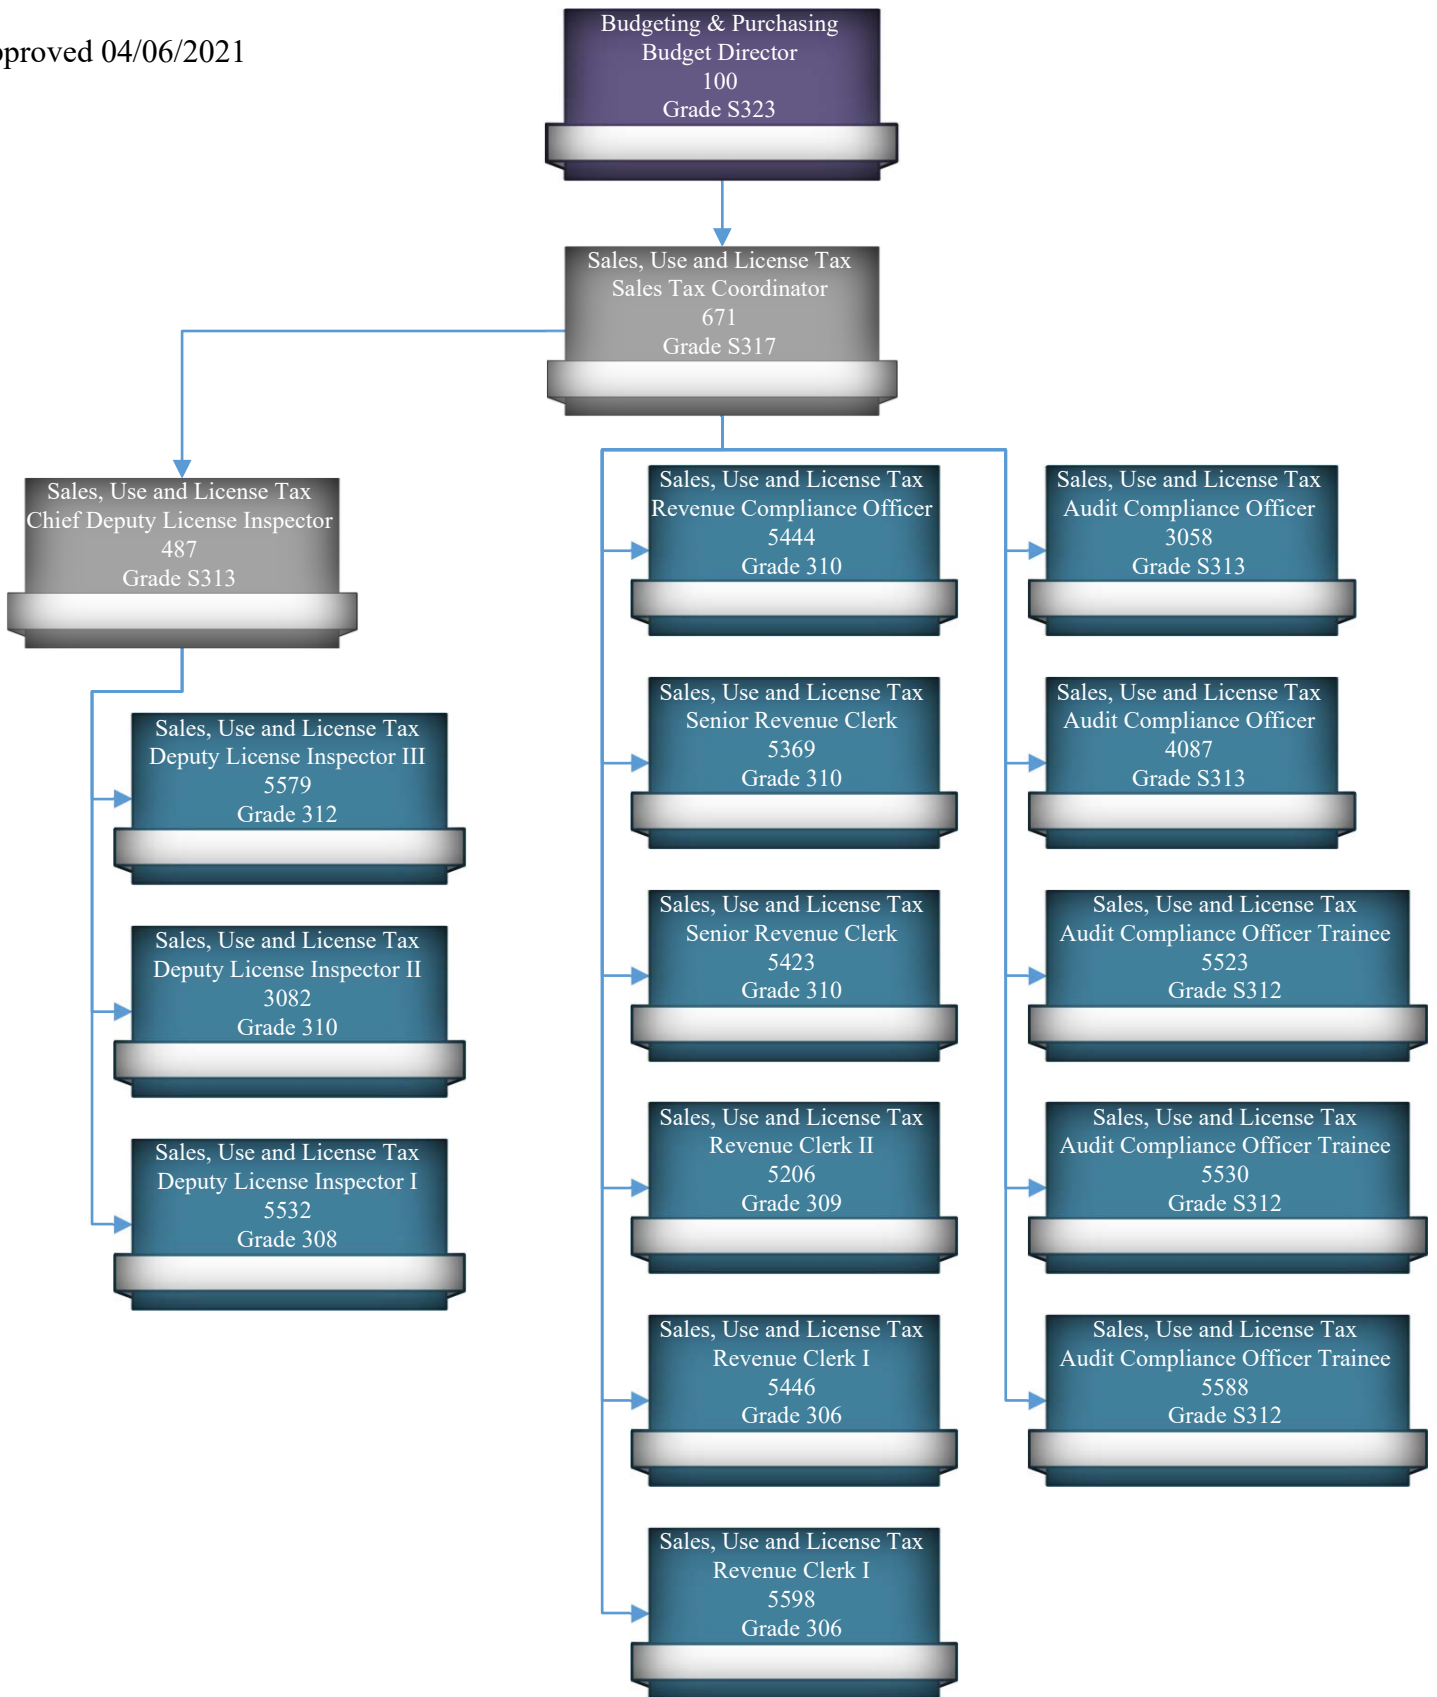 04/06/2021
Budgeting & Purchasing
Budget Director
100
Grade S323
Sales, Use and License Tax
Sales Tax Coordinator
671
Grade S317
Sales, Use and License Tax
Chief Deputy License Inspector
487
Grade S313
Sales, Use and License Tax
Deputy License Inspector III
5579
Grade 312
Sales, Use and License Tax
Deputy License Inspector II
3082
Grade 310
Sales, Use and License Tax
Deputy License Inspector I
5532
Grade 308
Sales, Use and License Tax
Revenue Compliance Officer
5444
Grade 310
Sales, Use and License Tax
Senior Revenue Clerk
5369
Grade 310
Sales, Use and License Tax
Senior Revenue Clerk
5423
Grade 310
Sales, Use and License Tax
Revenue Clerk II
5206
Grade 309
Sales, Use and License Tax
Revenue Clerk I
5446
Grade 306
Sales, Use and License Tax
Revenue Clerk I
5598
Grade 306
Sales, Use and License Tax
Audit Compliance Officer
3058
Grade S313
Sales, Use and License Tax
Audit Compliance Officer
4087
Grade S313
Sales, Use and License Tax
Audit Compliance Officer Trainee
5523
Grade S312
Sales, Use and License Tax
Audit Compliance Officer Trainee
5530
Grade S312
Sales, Use and License Tax
Audit Compliance Officer Trainee
5588
Grade S312